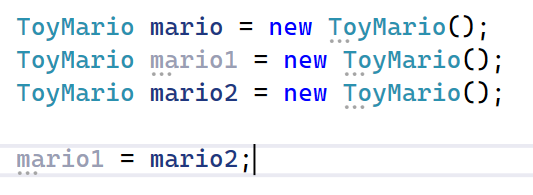 ToyMario mario = new ToyMario();
ToyMario mario1 = new ToyMario();
ToyMario mario2 = new ToyMario();
mario1 = mario2;